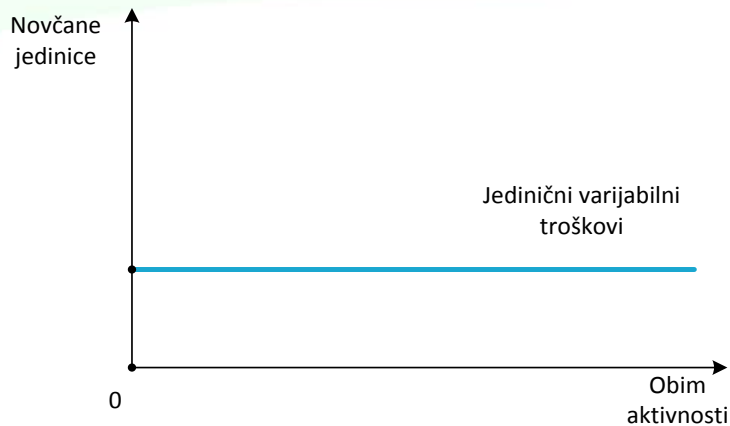 Novčane
jedinice
Jedinični varijabilni
troškovi
0
Obim
aktivnosti